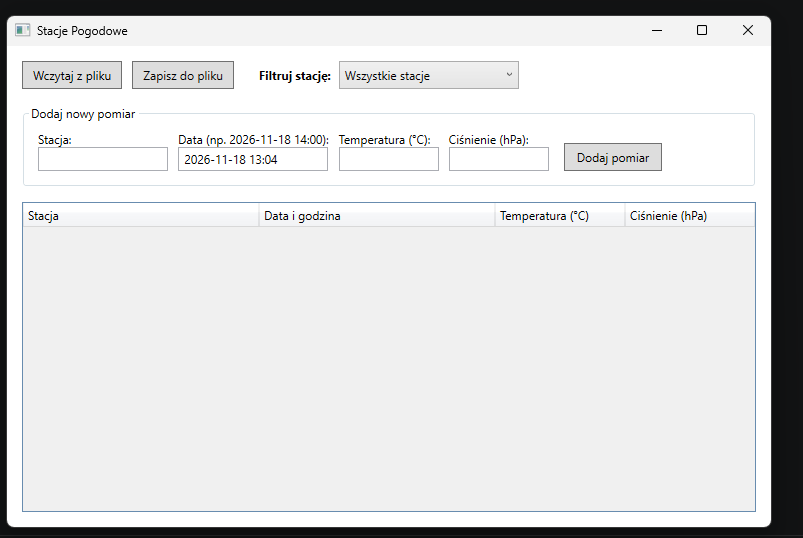 Stacje Pogodowe
Wczytaj z pliku Zapisz do pliku Filtruj stację: Wszystkie stacje
Dodaj nowy pomiar
Stacja: Data (np. 2026-11-18 14:00): Temperatura (°C): Ciśnienie (hPa):
2026-11-18 13:04 Dodaj pomiar
Stacja Data i godzina Temperatura (°C) Ciśnienie (hPa)